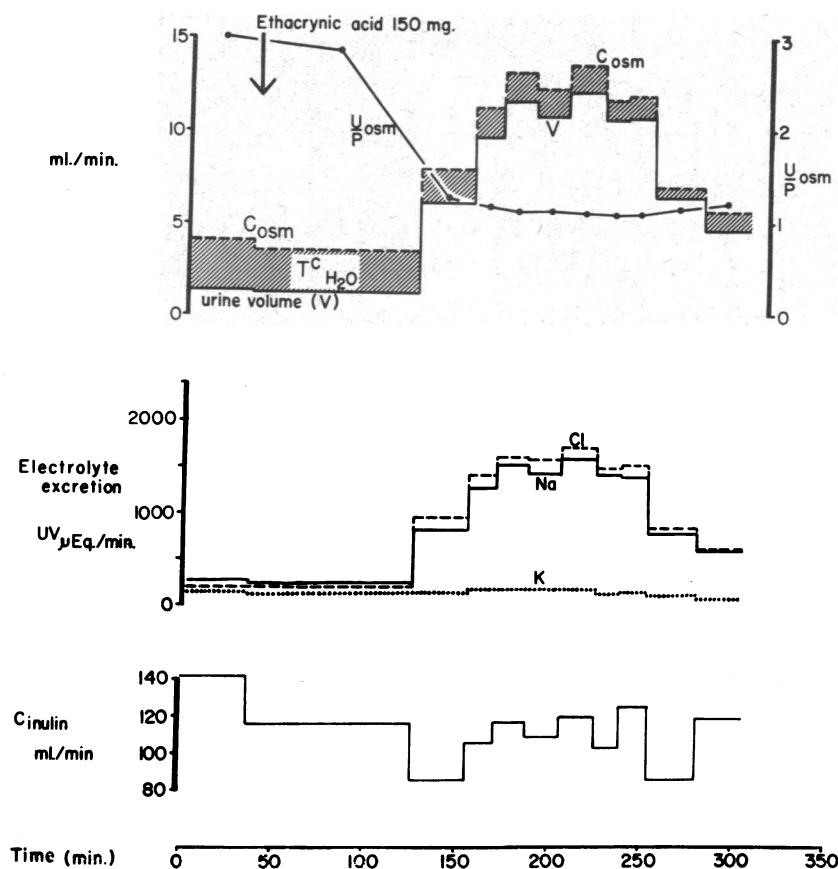 Ethacrynic acid 150 mg.
15
3
C osm
U/P osm
V
10
2
ml./min.
U/P osm
5
C osm
1
T^C H2O
urine volume (V)
0
0
2000
Cl
Electrolyte
excretion
Na
1000
UV μEq./min.
K
0
140
C inulin
120
ml/min
100
80
Time (min.)
0 50 100 150 200 250 300 350